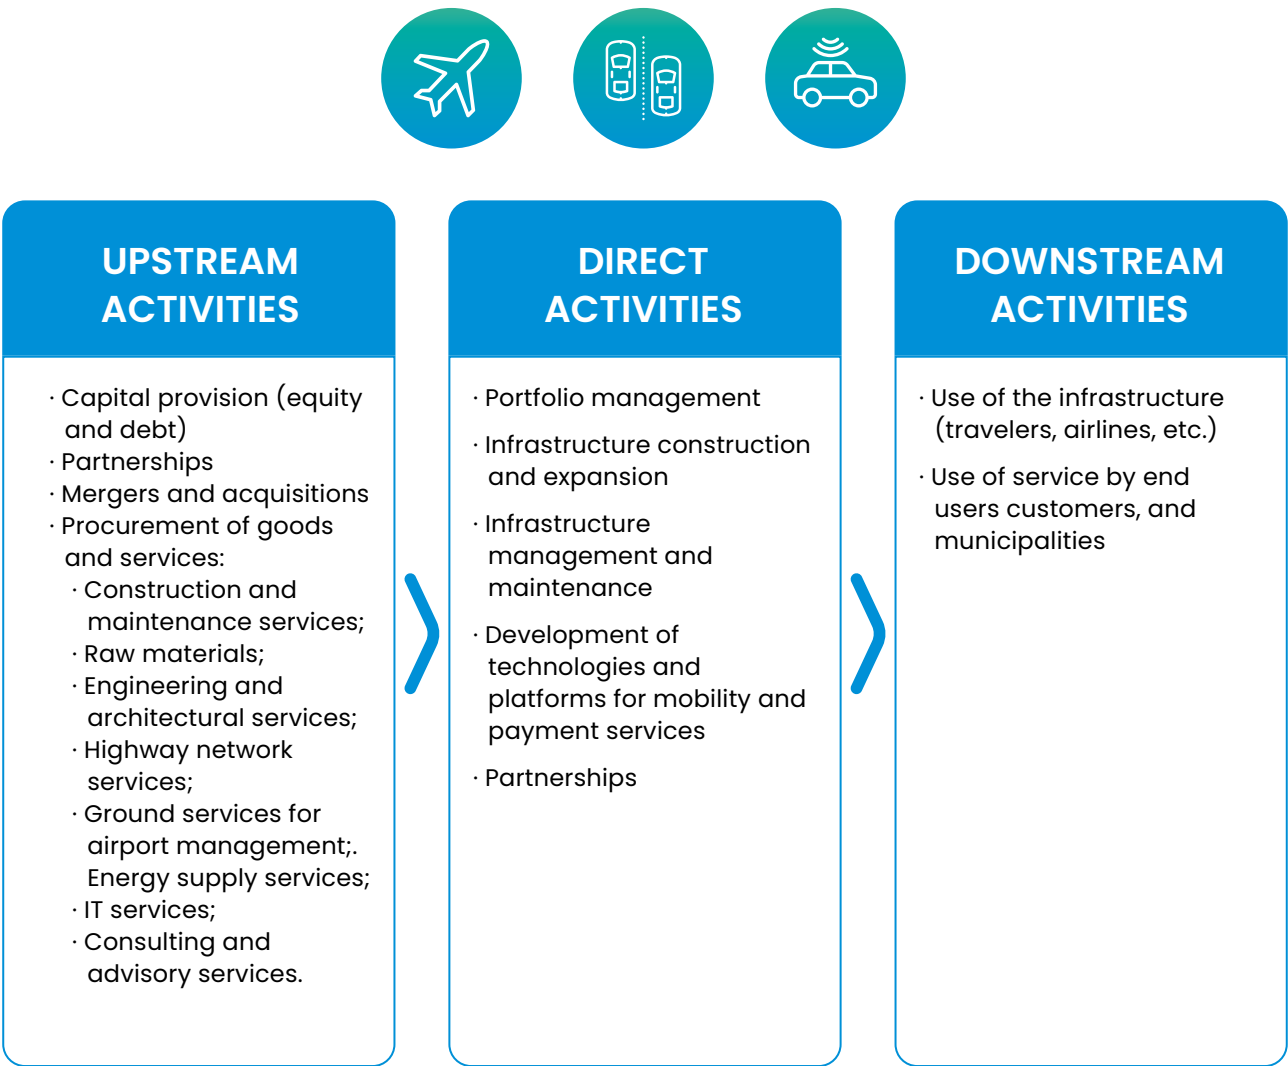 UPSTREAM
ACTIVITIES
· Capital provision (equity
and debt)
· Partnerships
· Mergers and acquisitions
· Procurement of goods
and services:
· Construction and
maintenance services;
· Raw materials;
· Engineering and
architectural services;
· Highway network
services;
· Ground services for
airport management;.
Energy supply services;
· IT services;
· Consulting and
advisory services.
DIRECT
ACTIVITIES
· Portfolio management
· Infrastructure construction
and expansion
· Infrastructure
management and
maintenance
· Development of
technologies and
platforms for mobility and
payment services
· Partnerships
DOWNSTREAM
ACTIVITIES
· Use of the infrastructure
(travelers, airlines, etc.)
· Use of service by end
users customers, and
municipalities